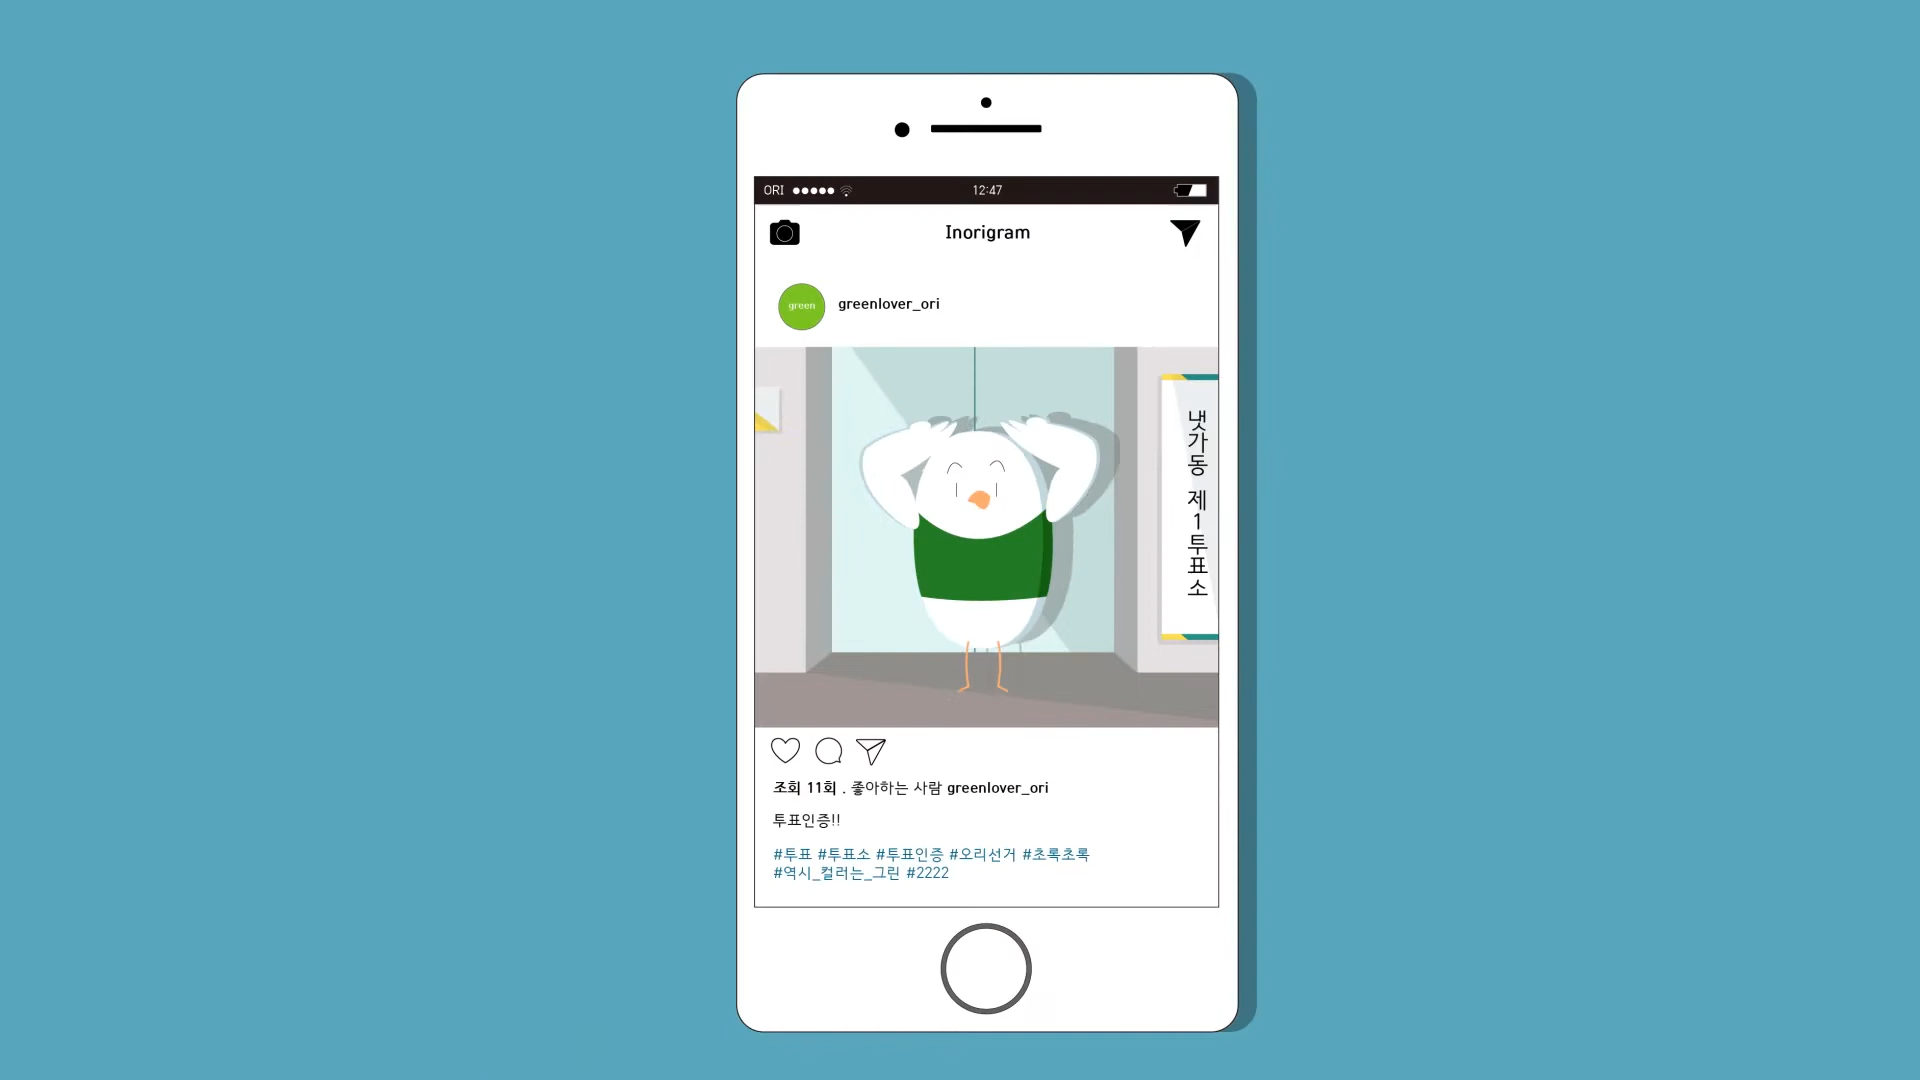 ORI
12:47
Inorigram
green
greenlover_ori
냇가동 제1투표소
조회 11회 . 좋아하는 사람 greenlover_ori
투표인증!!
#투표 #투표소 #투표인증 #오리선거 #초록초록
#역시_컬러는_그린 #2222